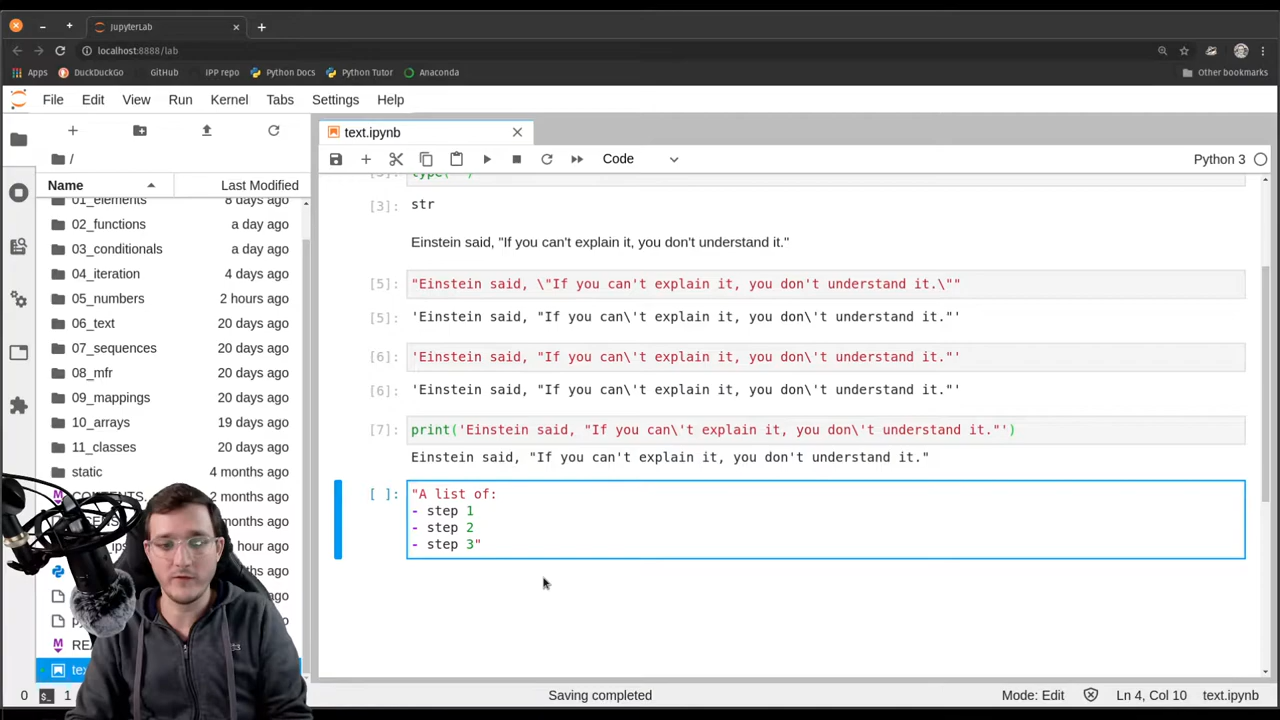 JupyterLab
localhost:8888/lab
Apps DuckDuckGo GitHub IPP repo Python Docs Python Tutor Anaconda Other bookmarks
File Edit View Run Kernel Tabs Settings Help
text.ipynb
/
Code Python 3
Name Last Modified
01_elements 8 days ago
02_functions a day ago
03_conditionals a day ago
04_iteration 4 days ago
05_numbers 2 hours ago
06_text 20 days ago
07_sequences 20 days ago
08_mfr 20 days ago
09_mappings 20 days ago
10_arrays 19 days ago
11_classes 20 days ago
static 4 months ago
2 months ago
months ago
hour ago
days ago
[3]: str
Einstein said, "If you can't explain it, you don't understand it."
[5]: "Einstein said, \"If you can't explain it, you don't understand it.\""
[5]: 'Einstein said, "If you can\'t explain it, you don\'t understand it."'
[6]: 'Einstein said, "If you can\'t explain it, you don\'t understand it."'
[6]: 'Einstein said, "If you can\'t explain it, you don\'t understand it."'
[7]: print('Einstein said, "If you can\'t explain it, you don\'t understand it."')
Einstein said, "If you can't explain it, you don't understand it."
[ ]: "A list of:
- step 1
- step 2
- step 3"
0 $_ 1 Saving completed Mode: Edit Ln 4, Col 10 text.ipynb